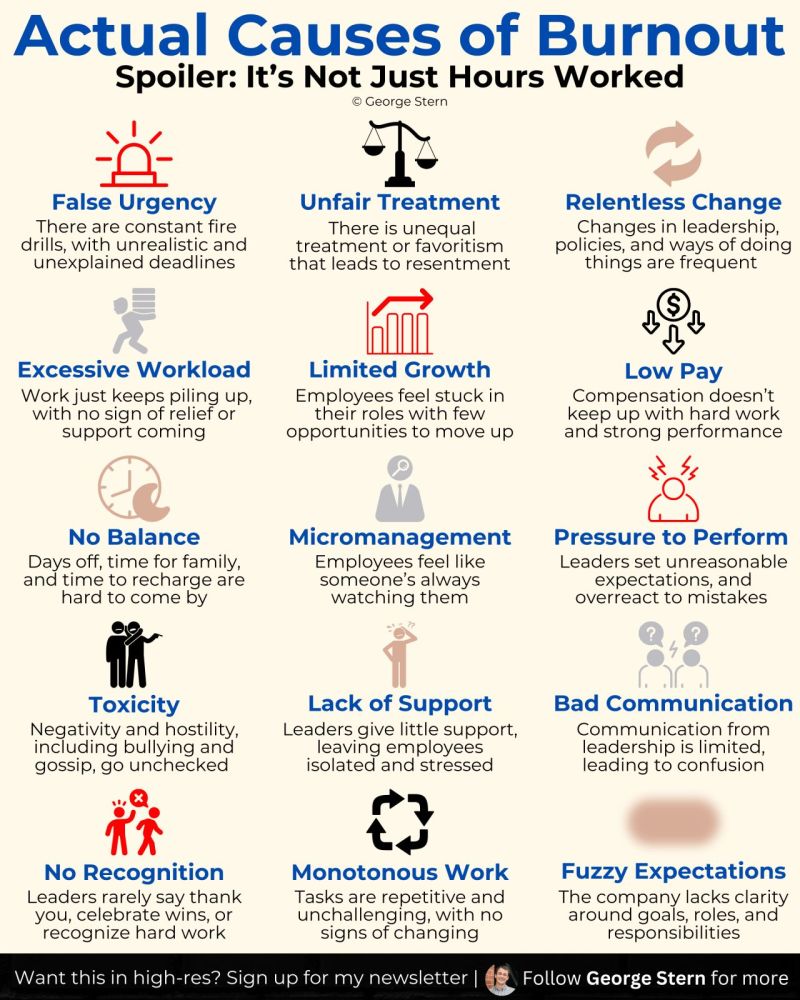 Actual Causes of Burnout
Spoiler: It's Not Just Hours Worked
© George Stern
False Urgency
There are constant fire
drills, with unrealistic and
unexplained deadlines
Unfair Treatment
There is unequal
treatment or favoritism
that leads to resentment
Relentless Change
Changes in leadership,
policies, and ways of doing
things are frequent
Excessive Workload
Work just keeps piling up,
with no sign of relief or
support coming
Limited Growth
Employees feel stuck in
their roles with few
opportunities to move up
$
Low Pay
Compensation doesn't
keep up with hard work
and strong performance
No Balance
Days off, time for family,
and time to recharge are
hard to come by
Micromanagement
Employees feel like
someone's always
watching them
Pressure to Perform
Leaders set unreasonable
expectations, and
overreact to mistakes
Toxicity
Negativity and hostility,
including bullying and
gossip, go unchecked
??
Lack of Support
Leaders give little support,
leaving employees
isolated and stressed
? ?
Bad Communication
Communication from
leadership is limited,
leading to confusion
No Recognition
Leaders rarely say thank
you, celebrate wins, or
recognize hard work
Monotonous Work
Tasks are repetitive and
unchallenging, with no
signs of changing
Fuzzy Expectations
The company lacks clarity
around goals, roles, and
responsibilities
Want this in high-res? Sign up for my newsletter | Follow George Stern for more